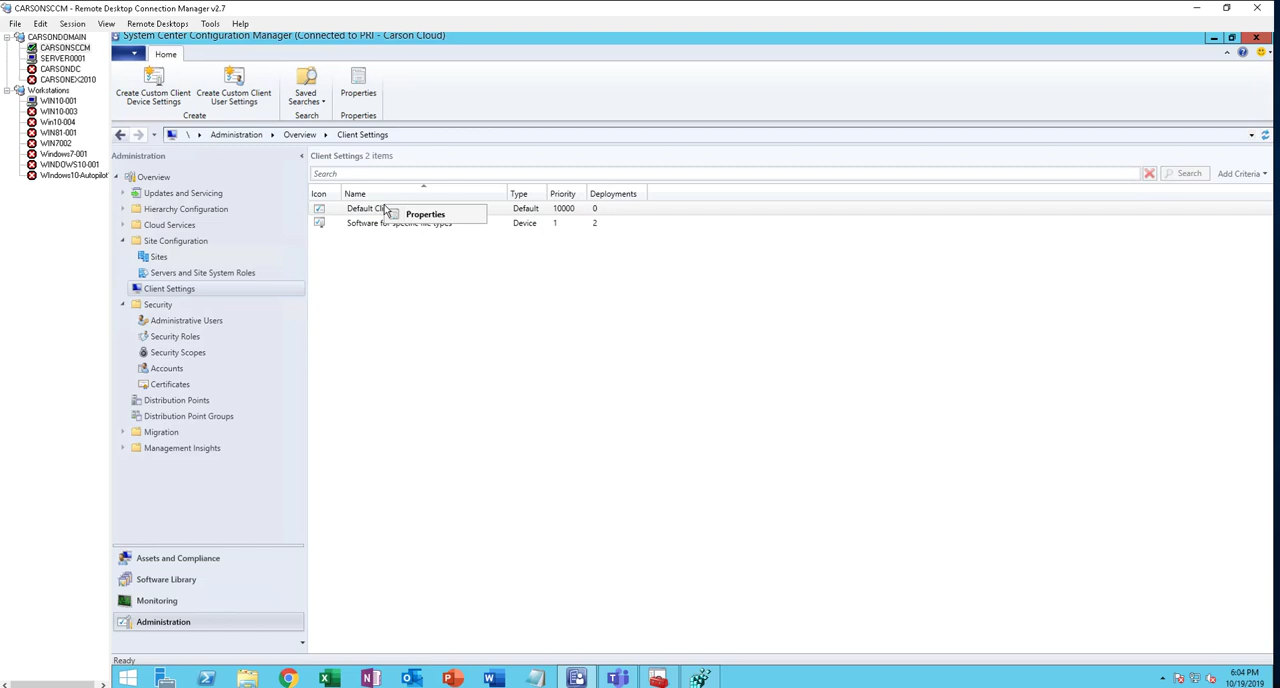 CARSONSCCM - Remote Desktop Connection Manager v2.7
File Edit Session View Remote Desktops Tools Help
CARSONDOMAIN
CARSONSCCM
SERVER0001
CARSONDC
CARSONEX2010
Workstations
WIN10-001
WIN10-003
Win10-004
WIN81-001
WIN7002
Windows7-001
WINDOWS10-001
WIndows10-Autopilot
System Center Configuration Manager (Connected to PRI - Carson Cloud)
Home
Create Custom Client Device Settings
Create Custom Client User Settings
Saved Searches
Properties
Create
Search
Properties
\ Administration Overview Client Settings
Administration
Overview
Updates and Servicing
Hierarchy Configuration
Cloud Services
Site Configuration
Sites
Servers and Site System Roles
Client Settings
Security
Administrative Users
Security Roles
Security Scopes
Accounts
Certificates
Distribution Points
Distribution Point Groups
Migration
Management Insights
Assets and Compliance
Software Library
Monitoring
Administration
Client Settings 2 items
Search
Search
Add Criteria
Icon Name Type Priority Deployments
Default Default 10000 0
Properties
Software Device 1 2
Ready
6:04 PM
10/19/2019